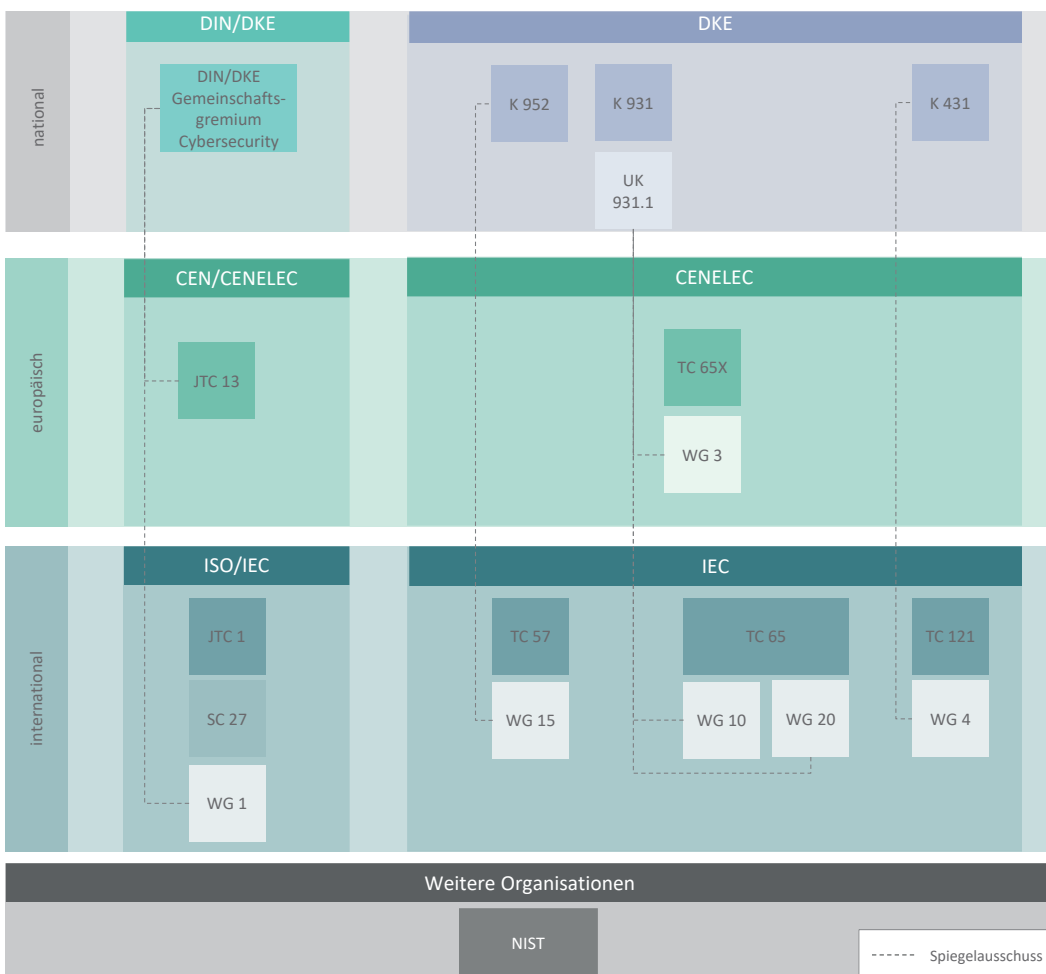 DIN/DKE
DKE
national
DIN/DKE
Gemeinschafts-
gremium
Cybersecurity
K 952
K 931
K 431
UK
931.1
CEN/CENELEC
CENELEC
europäisch
JTC 13
TC 65X
WG 3
ISO/IEC
IEC
international
JTC 1
TC 57
TC 65
TC 121
SC 27
WG 15
WG 10
WG 20
WG 4
WG 1
Weitere Organisationen
NIST
Spiegelausschuss